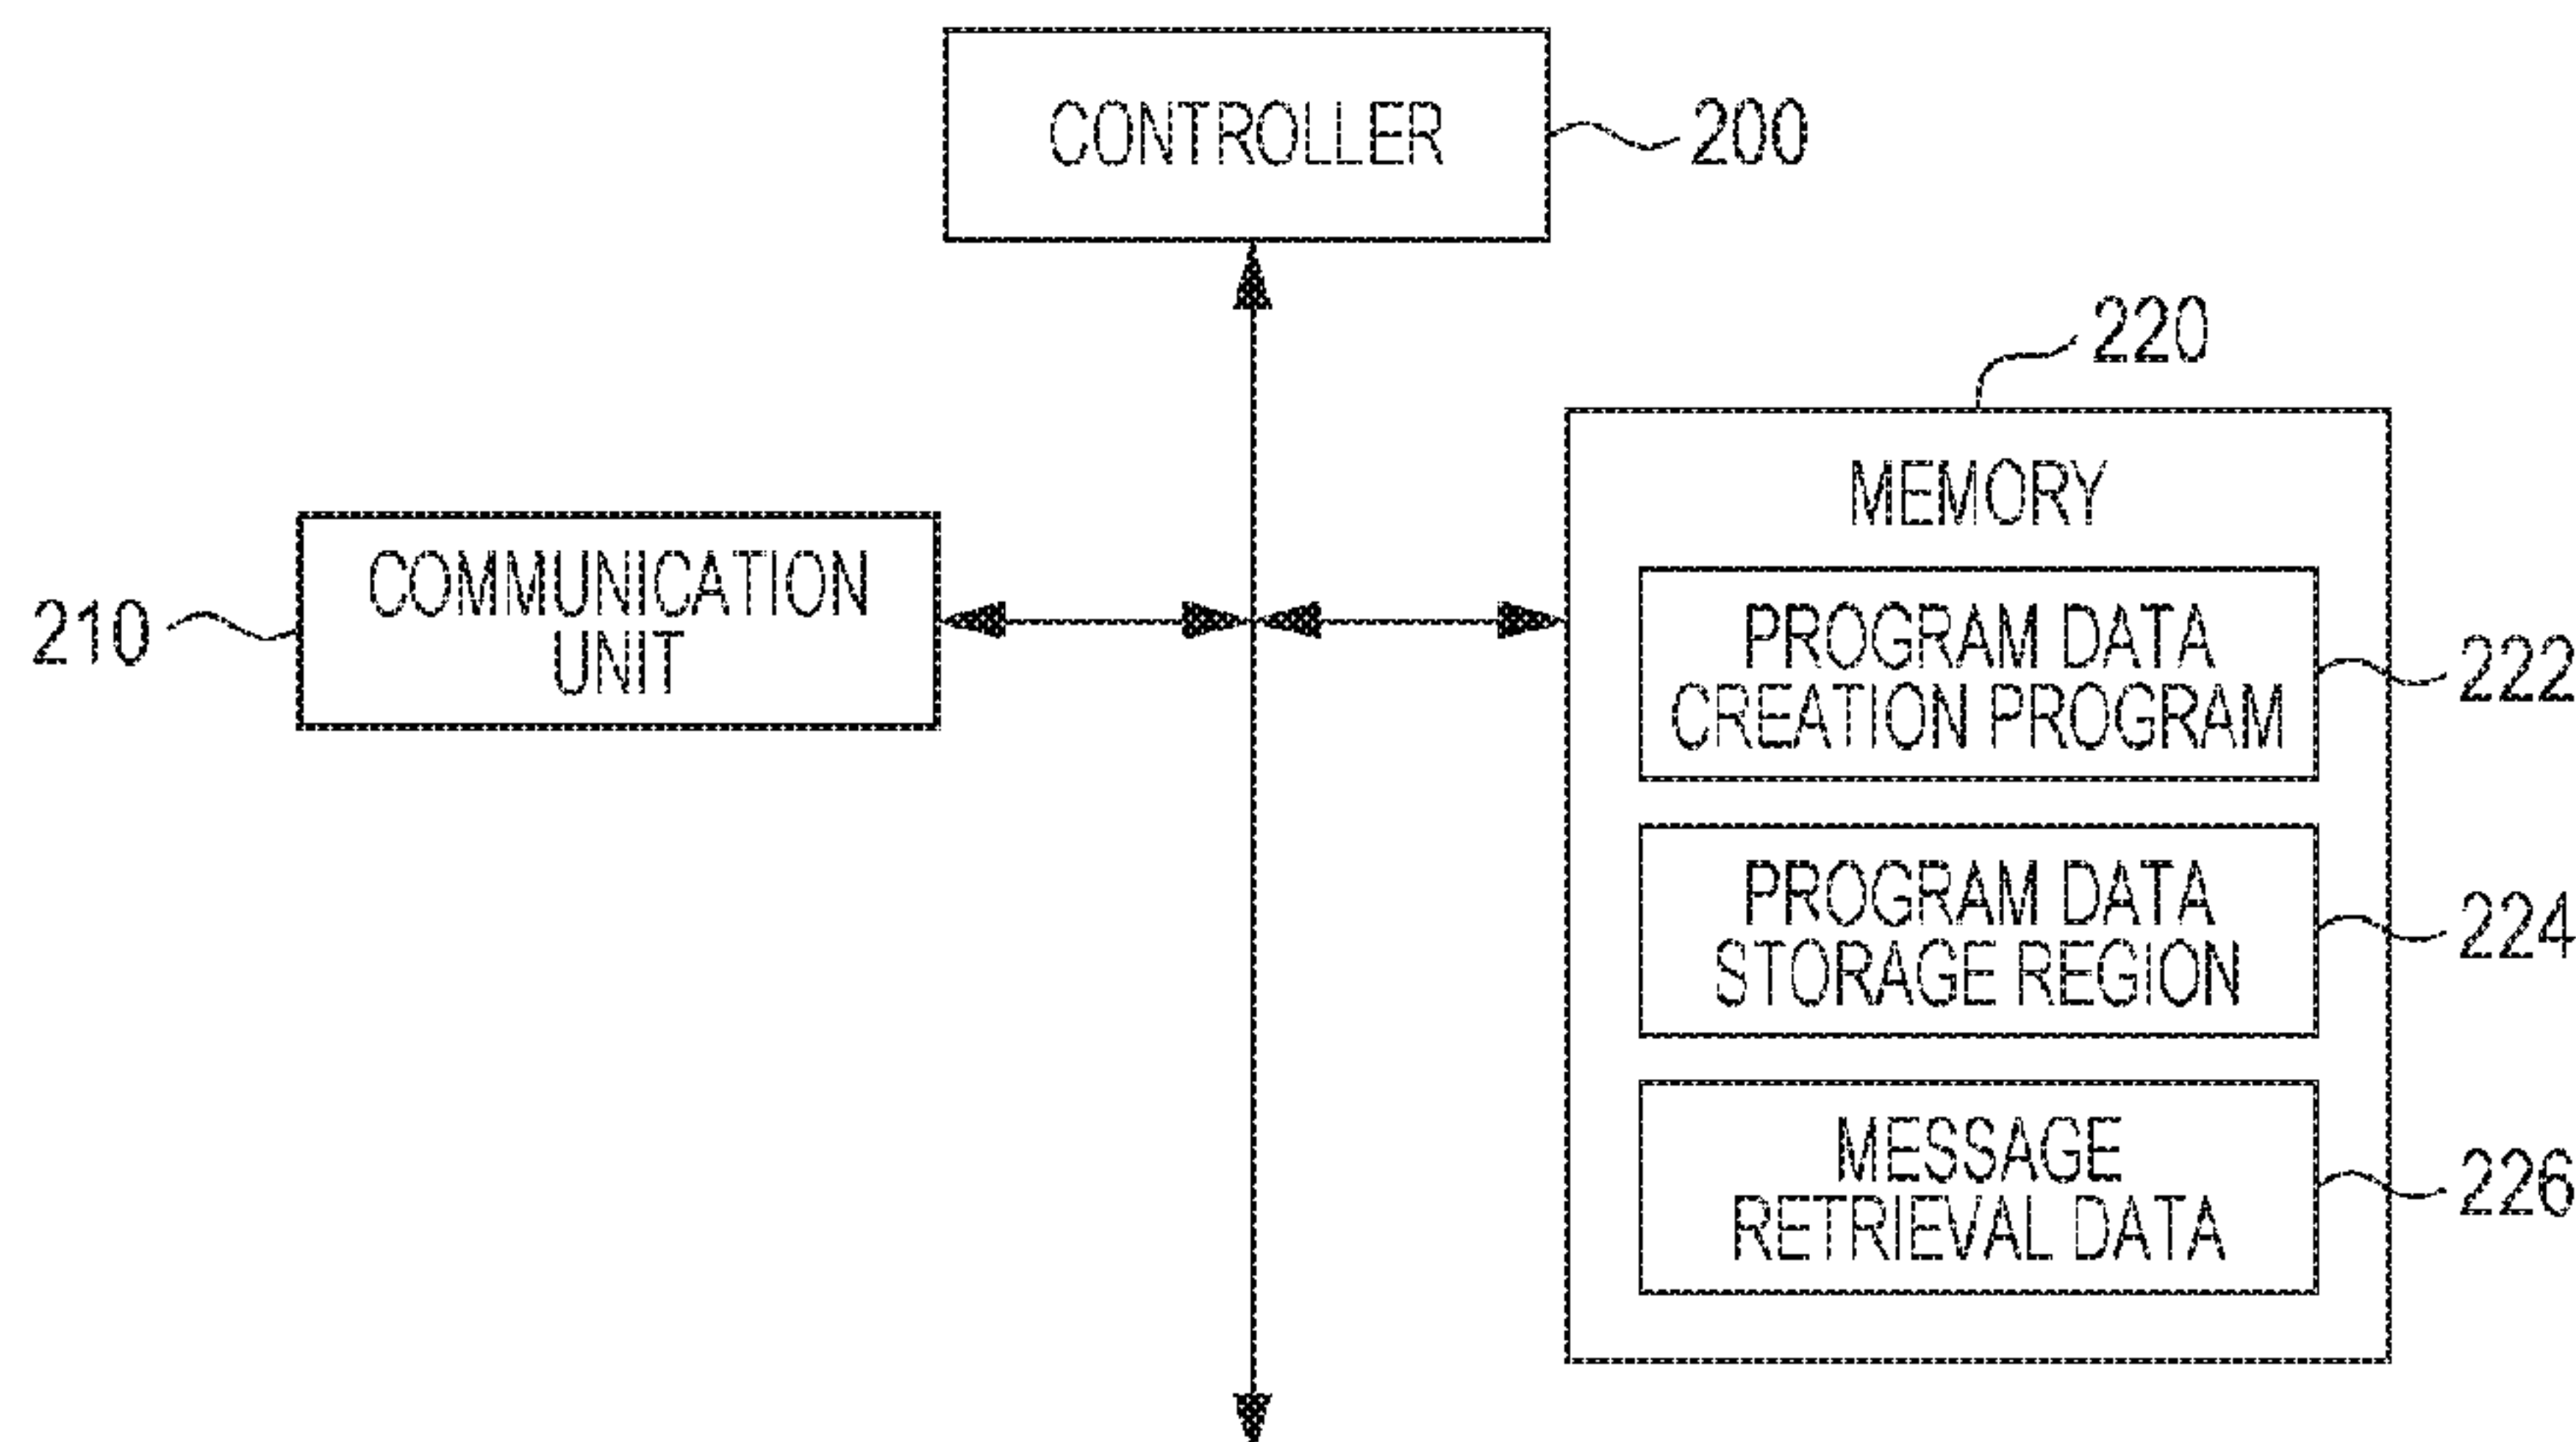 CONTROLLER
200
220
MEMORY
COMMUNICATION
UNIT
210
PROGRAM DATA
CREATION PROGRAM
222
PROGRAM DATA
STORAGE REGION
224
MESSAGE
RETRIEVAL DATA
226